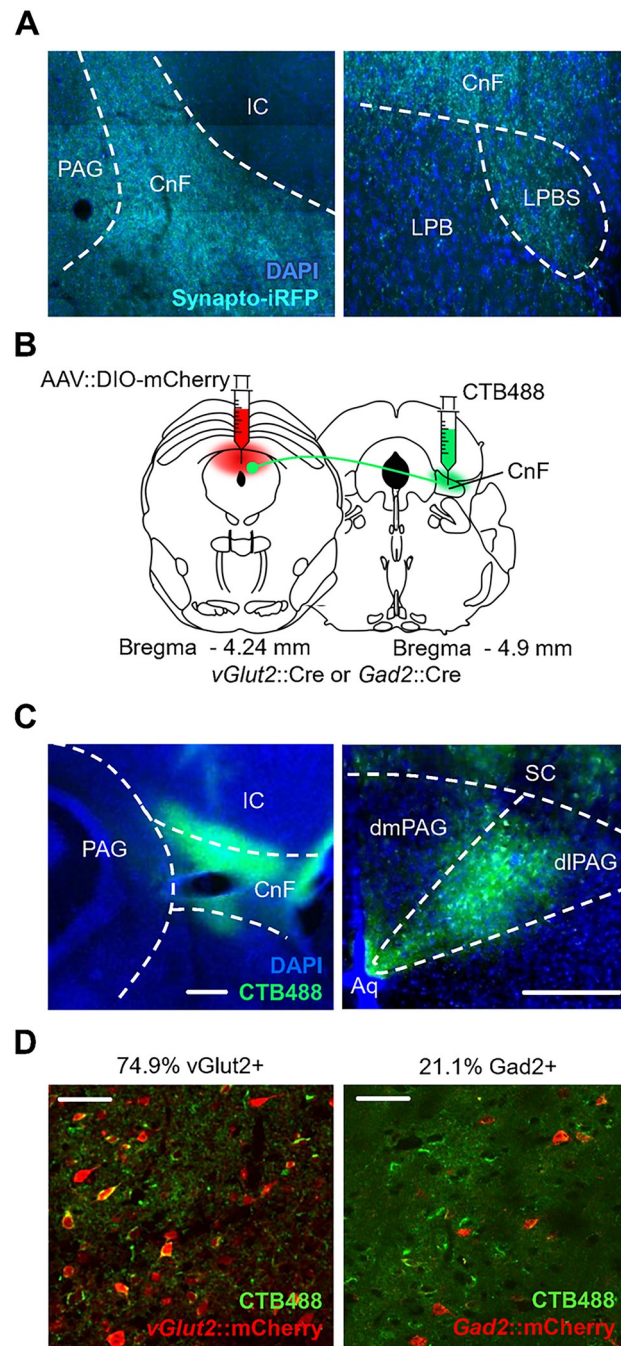 A
IC
PAG
CnF
DAPI
Synapto-iRFP
CnF
LPBS
LPB
B
AAV::DIO-mCherry
CTB488
CnF
Bregma - 4.24 mm
Bregma - 4.9 mm
vGlut2::Cre or Gad2::Cre
C
IC
PAG
CnF
DAPI
CTB488
SC
dmPAG
dlPAG
Aq
D
74.9% vGlut2+
21.1% Gad2+
CTB488
vGlut2::mCherry
CTB488
Gad2::mCherry